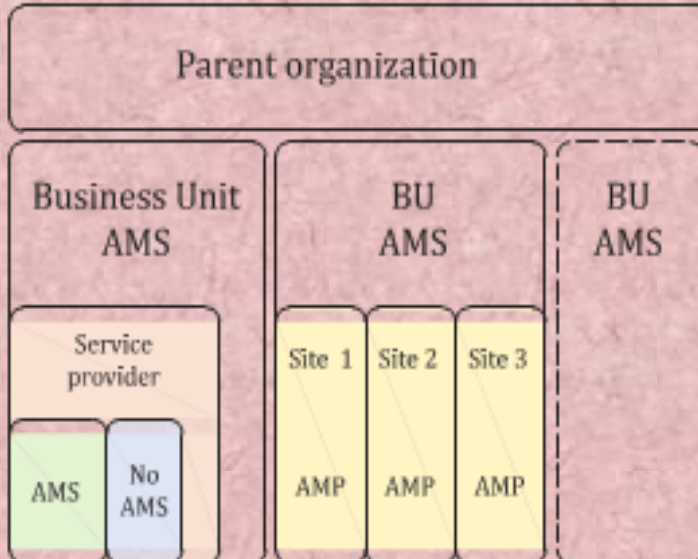 Parent organization
Business Unit
AMS
BU
AMS
BU
AMS
Service
provider
AMS
No
AMS
Site 1
Site 2
Site 3
AMP
AMP
AMP